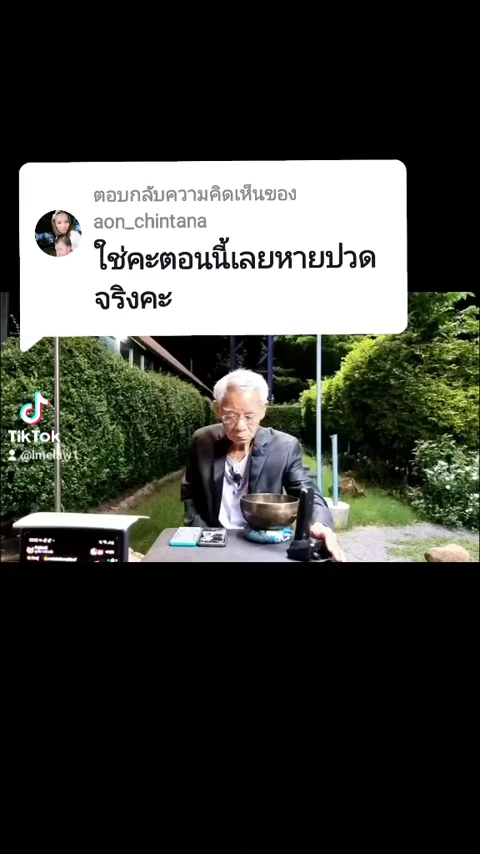 ตอบกลับความคิดเห็นของ
aon_chintana
ใช่คะตอนนี้เลยหายปวด
จริงคะ
TikTok
@lmelaw1